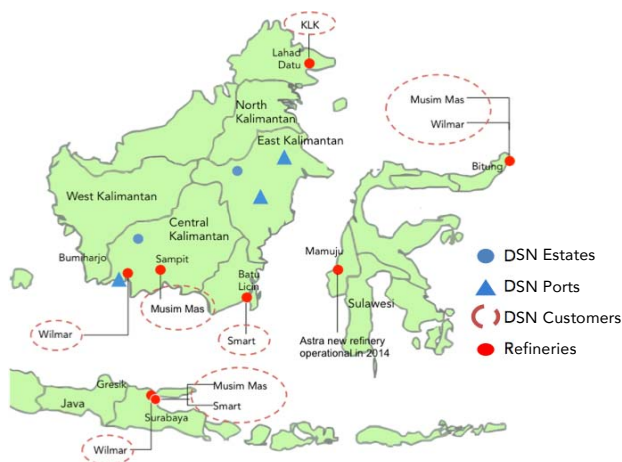 KLK
Lahad
Datu
North
Kalimantan
Musim Mas
Wilmar
East Kalimantan
Bitung
West Kalimantan
Central
Kalimantan
Bumiharjo
Sampit
Batu
Licin
Mamuju
Sulawesi
Musim Mas
Wilmar
Smart
Astra new refinery
operational in 2014
DSN Estates
DSN Ports
DSN Customers
Refineries
Gresik
Musim Mas
Java
Smart
Surabaya
Wilmar